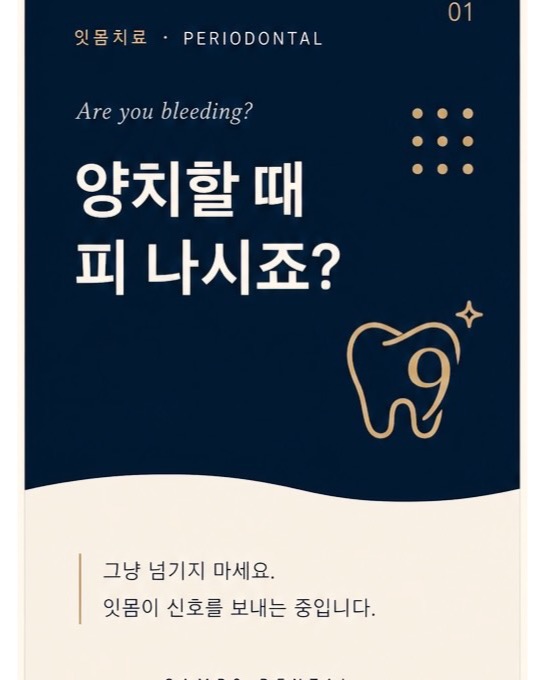 01
잇몸치료 · PERIODONTAL
Are you bleeding?
양치할 때
피 나시죠?
9
그냥 넘기지 마세요.
잇몸이 신호를 보내는 중입니다.